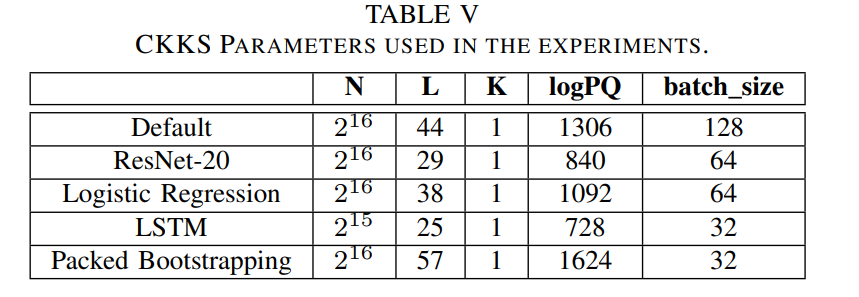 TABLE V
CKKS PARAMETERS USED IN THE EXPERIMENTS.
N L K logPQ batch_size
Default 2^16 44 1 1306 128
ResNet-20 2^16 29 1 840 64
Logistic Regression 2^16 38 1 1092 64
LSTM 2^15 25 1 728 32
Packed Bootstrapping 2^16 57 1 1624 32